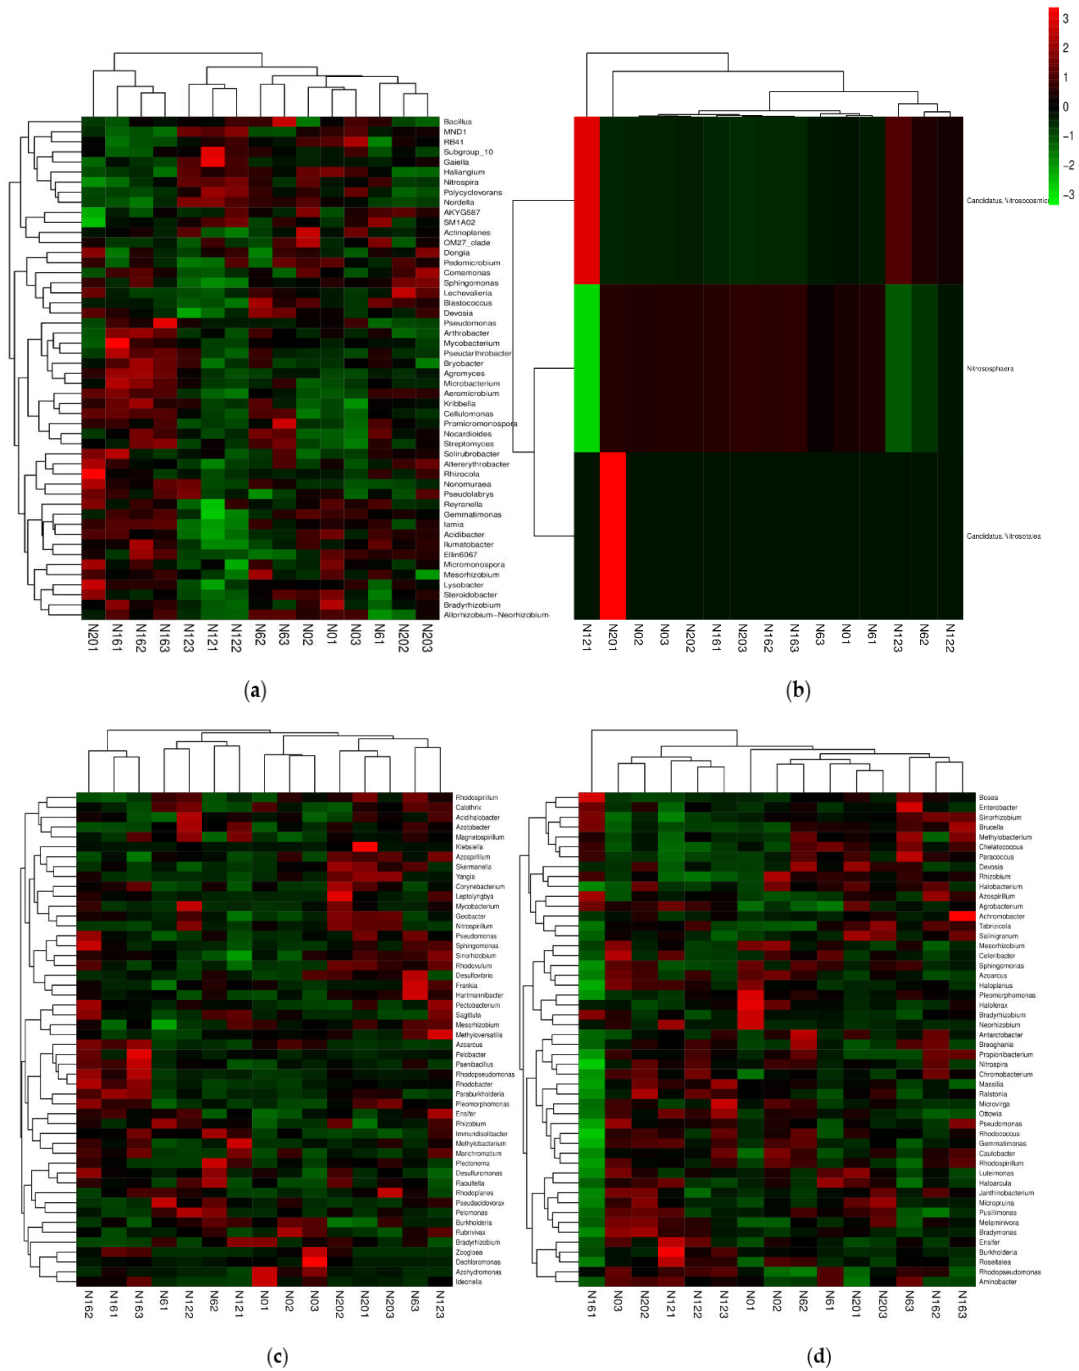 3
2
1
0
−1
−2
−3
Bacillus
MND1
RB41
Subgroup_10
Gaiella
Haliangium
Nitrospira
Polycyclovorans
Nordella
AKYG587
SM1A02
Actinoplanes
OM27_clade
Dongia
Pedomicrobium
Comamonas
Sphingomonas
Lechevalieria
Blastococcus
Devosia
Pseudomonas
Arthrobacter
Mycobacterium
Pseudarthrobacter
Bryobacter
Agromyces
Microbacterium
Aeromicrobium
Kribbella
Cellulomonas
Promicromonospora
Nocardioides
Streptomyces
Solirubrobacter
Altererythrobacter
Rhizocola
Nonomuraea
Pseudolabrys
Reyranella
Gemmatimonas
Iamia
Acidibacter
Ilumatobacter
Ellin6067
Micromonospora
Mesorhizobium
Lysobacter
Steroidobacter
Bradyrhizobium
Allorhizobium−Neorhizobium−
N201 N161 N162 N163 N123 N121 N122 N62 N63 N02 N01 N03 N61 N202 N203
(a)
Candidatus.Nitrosocosmicu
Nitrososphaera
Candidatus.Nitrosotalea
N121 N201 N02 N03 N202 N161 N203 N162 N163 N63 N01 N61 N123 N62 N122
(b)
Rhodospirillum
Calothrix
Acidihalobacter
Azotobacter
Magnetospirillum
Klebsiella
Azospirillum
Skermanella
Yangia
Corynebacterium
Leptolyngbya
Mycobacterium
Geobacter
Nitrospirillum
Pseudomonas
Sphingomonas
Sinorhizobium
Rhodovulum
Desulfovibrio
Frankia
Hartmannibacter
Pectobacterium
Sagittula
Mesorhizobium
Methyloversatilis
Azoarcus
Pelobacter
Paenibacillus
Rhodopseudomonas
Rhodobacter
Paraburkholderia
Pleomorphomonas
Ensifer
Rhizobium
Immundisolibacter
Methylobacterium
Marichromatium
Plectonema
Desulfuromonas
Raoultella
Rhodoplanes
Pseudacidovorax
Pelomonas
Burkholderia
Rubrivivax
Bradyrhizobium
Zoogloea
Dechloromonas
Azohydromonas
Ideonella
N162 N161 N163 N61 N122 N62 N121 N01 N02 N03 N202 N201 N203 N63 N123
(c)
Bosea
Enterobacter
Sinorhizobium
Brucella
Methylobacterium
Chelatococcus
Paracoccus
Devosia
Rhizobium
Halobacterium
Azospirillum
Agrobacterium
Achromobacter
Tabrizicola
Salinigranum
Mesorhizobium
Celeribacter
Sphingomonas
Azoarcus
Haloplanus
Pleomorphomonas
Haloferax
Bradyrhizobium
Neorhizobium
Antarctobacter
Breoghania
Propionibacterium
Nitrospira
Chromobacterium
Massilia
Ralstonia
Microvirga
Ottowia
Pseudomonas
Rhodococcus
Gemmatimonas
Caulobacter
Rhodospirillum
Luteimonas
Haloarcula
Janthinobacterium
Micropruina
Pusillimonas
Melaminivora
Bradymonas
Ensifer
Burkholderia
Roseitalea
Rhodopseudomonas
Aminobacter
N161 N03 N202 N121 N122 N123 N01 N02 N62 N61 N201 N203 N63 N162 N163
(d)